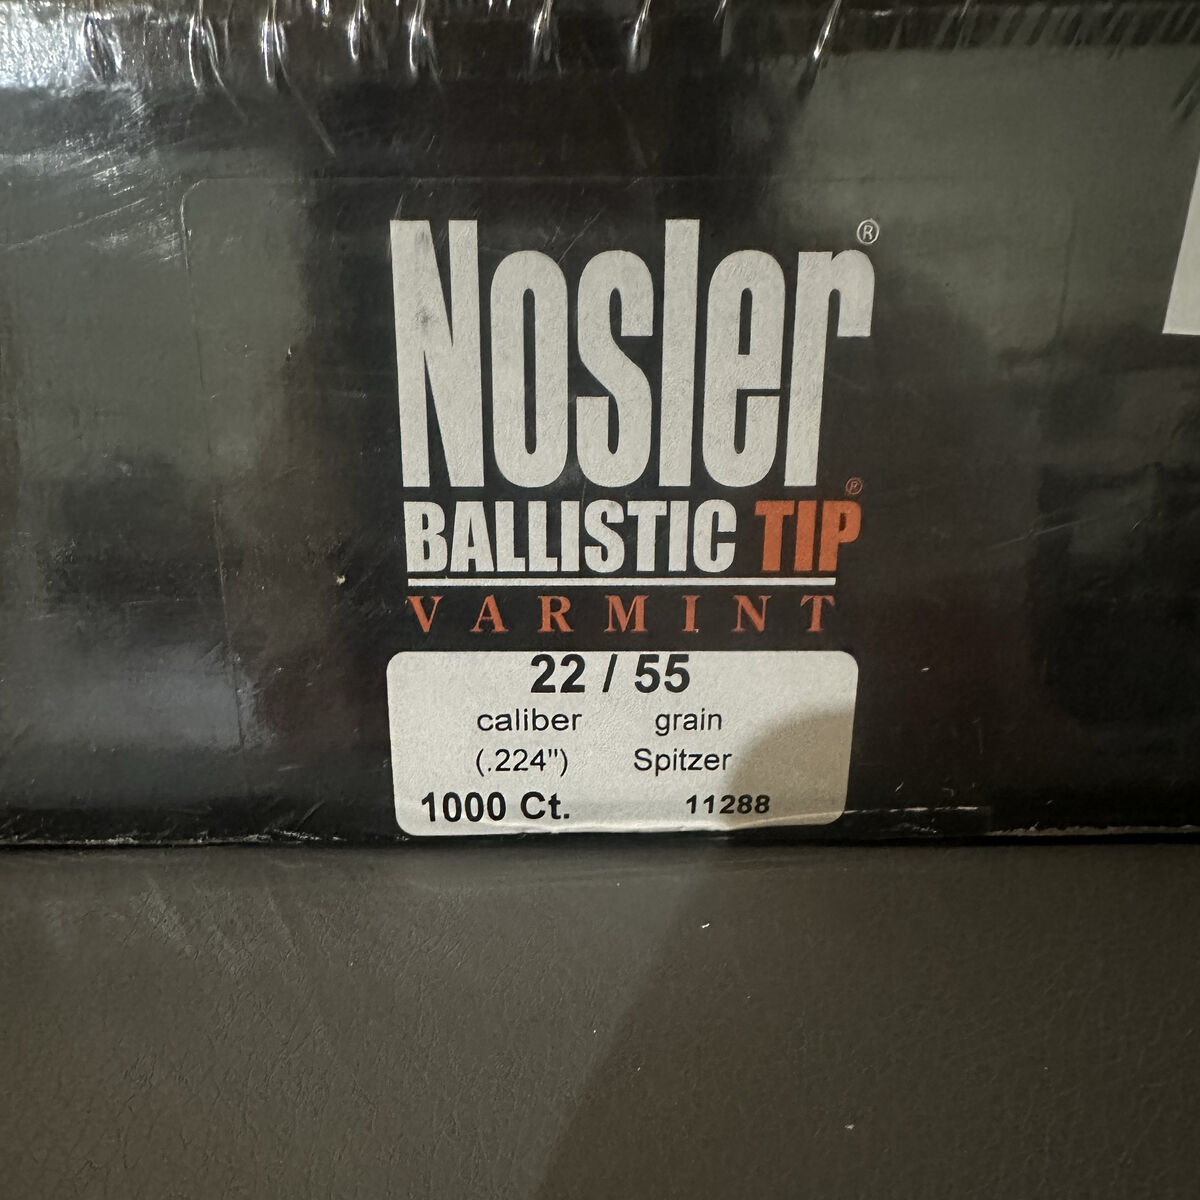 Nosler®
BALLISTIC TIP®
VARMINT
22 / 55
caliber grain
(.224") Spitzer
1000 Ct. 11288